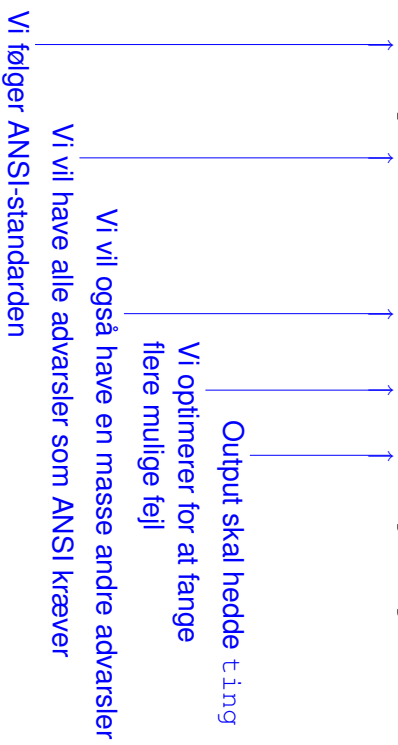 Output skal hedde ting
Vi optimerer for at fange
flere mulige fejl
Vi vil også have en masse andre advarsler
Vi vil have alle advarsler som ANSI kræver
Vi følger ANSI-standarden